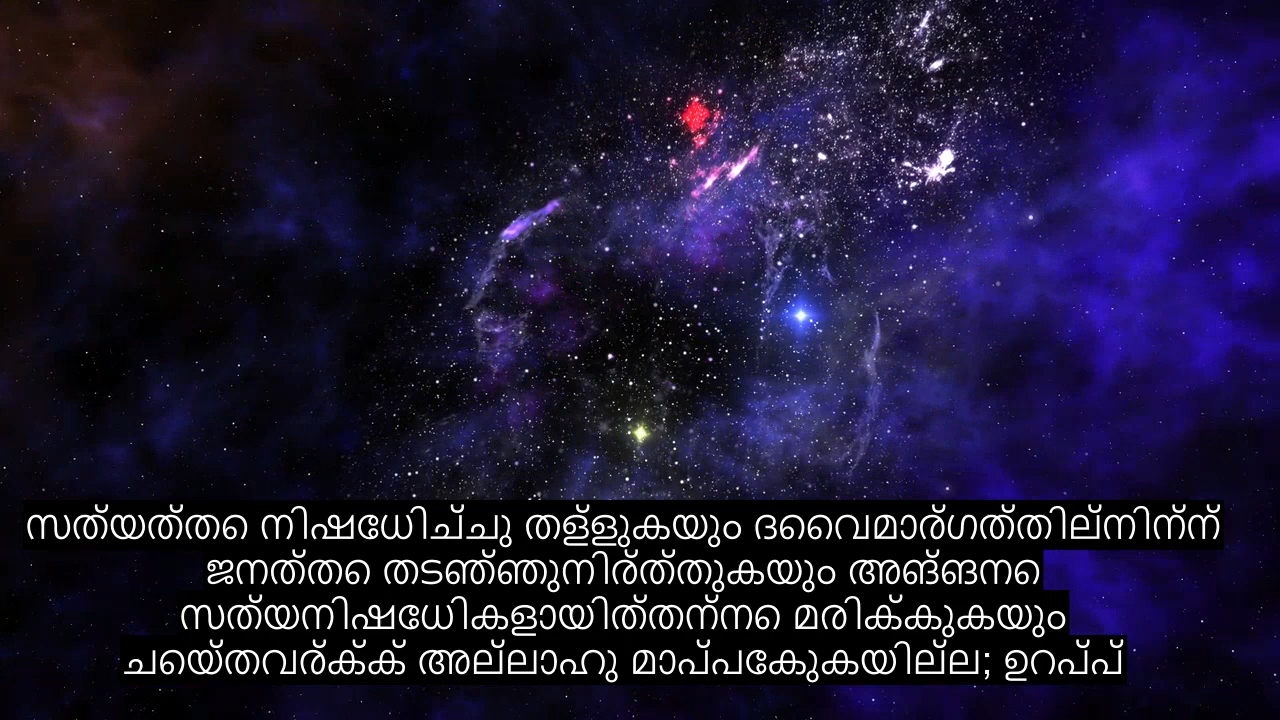 സത്യത്തെ നിഷേധിച്ചു തള്ളുകയും ദൈവമാര്ഗത്തില്നിന്ന്
ജനത്തെ തടഞ്ഞുനിര്ത്തുകയും അങ്ങനെ
സത്യനിഷേധികളായിത്തന്നെ മരിക്കുകയും
ചെയ്തവര്ക്ക് അല്ലാഹു മാപ്പേകുകയില്ല; ഉറപ്പ്